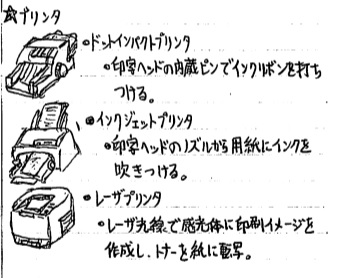 ☆プリンタ
・ドットインパクトプリンタ
・印字ヘッドの内蔵ピンでインクリボンを打ち
つける。
・インクジェットプリンタ
・印字ヘッドのノズルから用紙にインクを
吹きつける。
・レーザプリンタ
・レーザ光線で感光体に印刷イメージを
作成し、トナーを紙に転写。